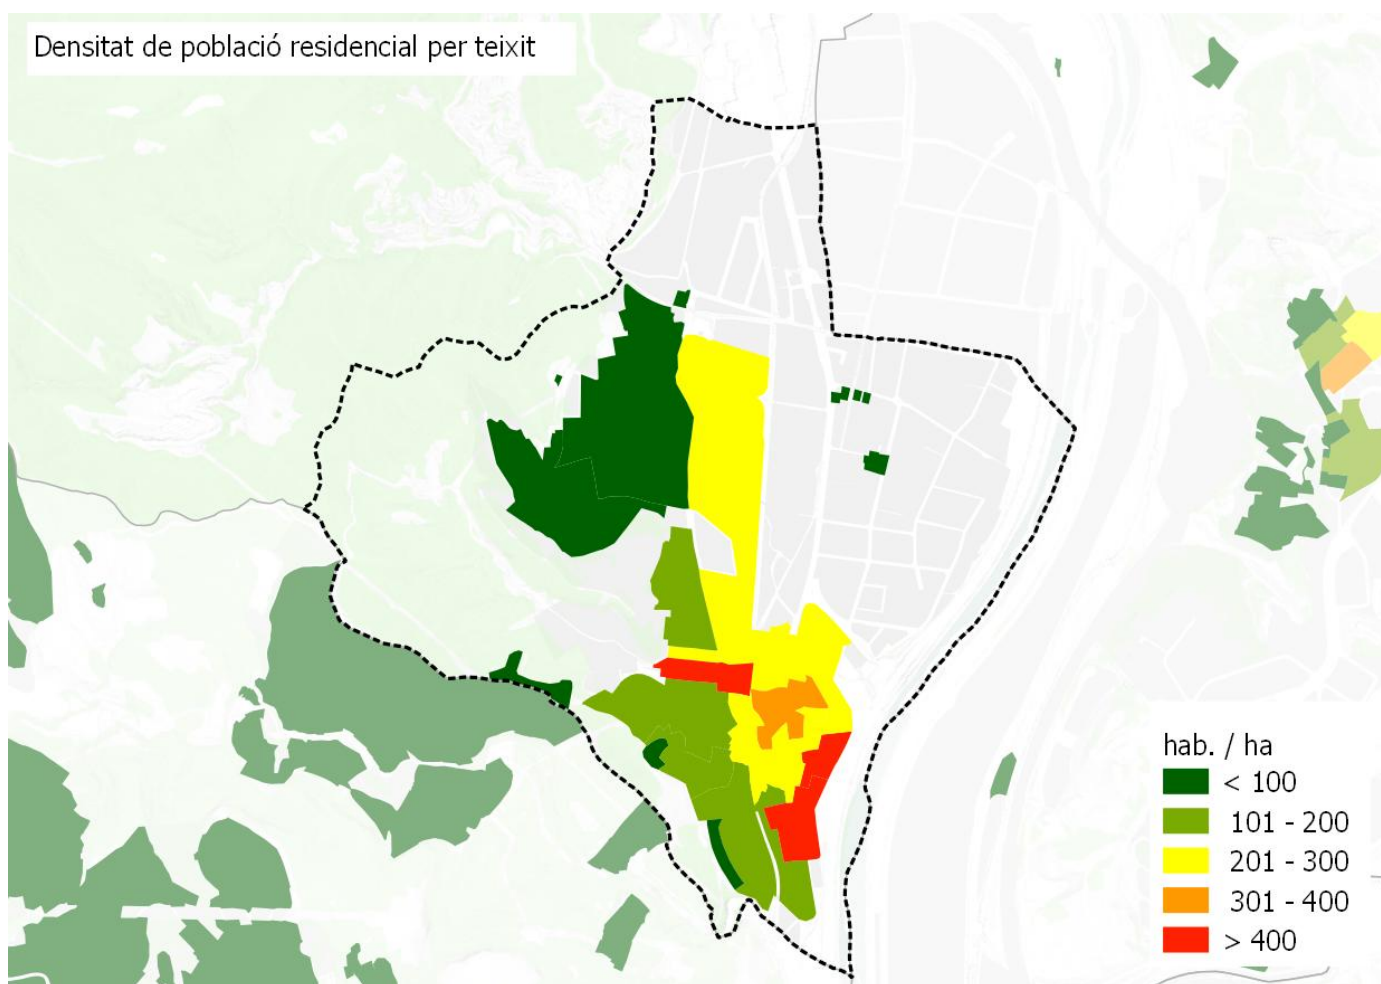 Densitat de població residencial per teixit
hab. / ha
< 100
101 - 200
201 - 300
301 - 400
> 400